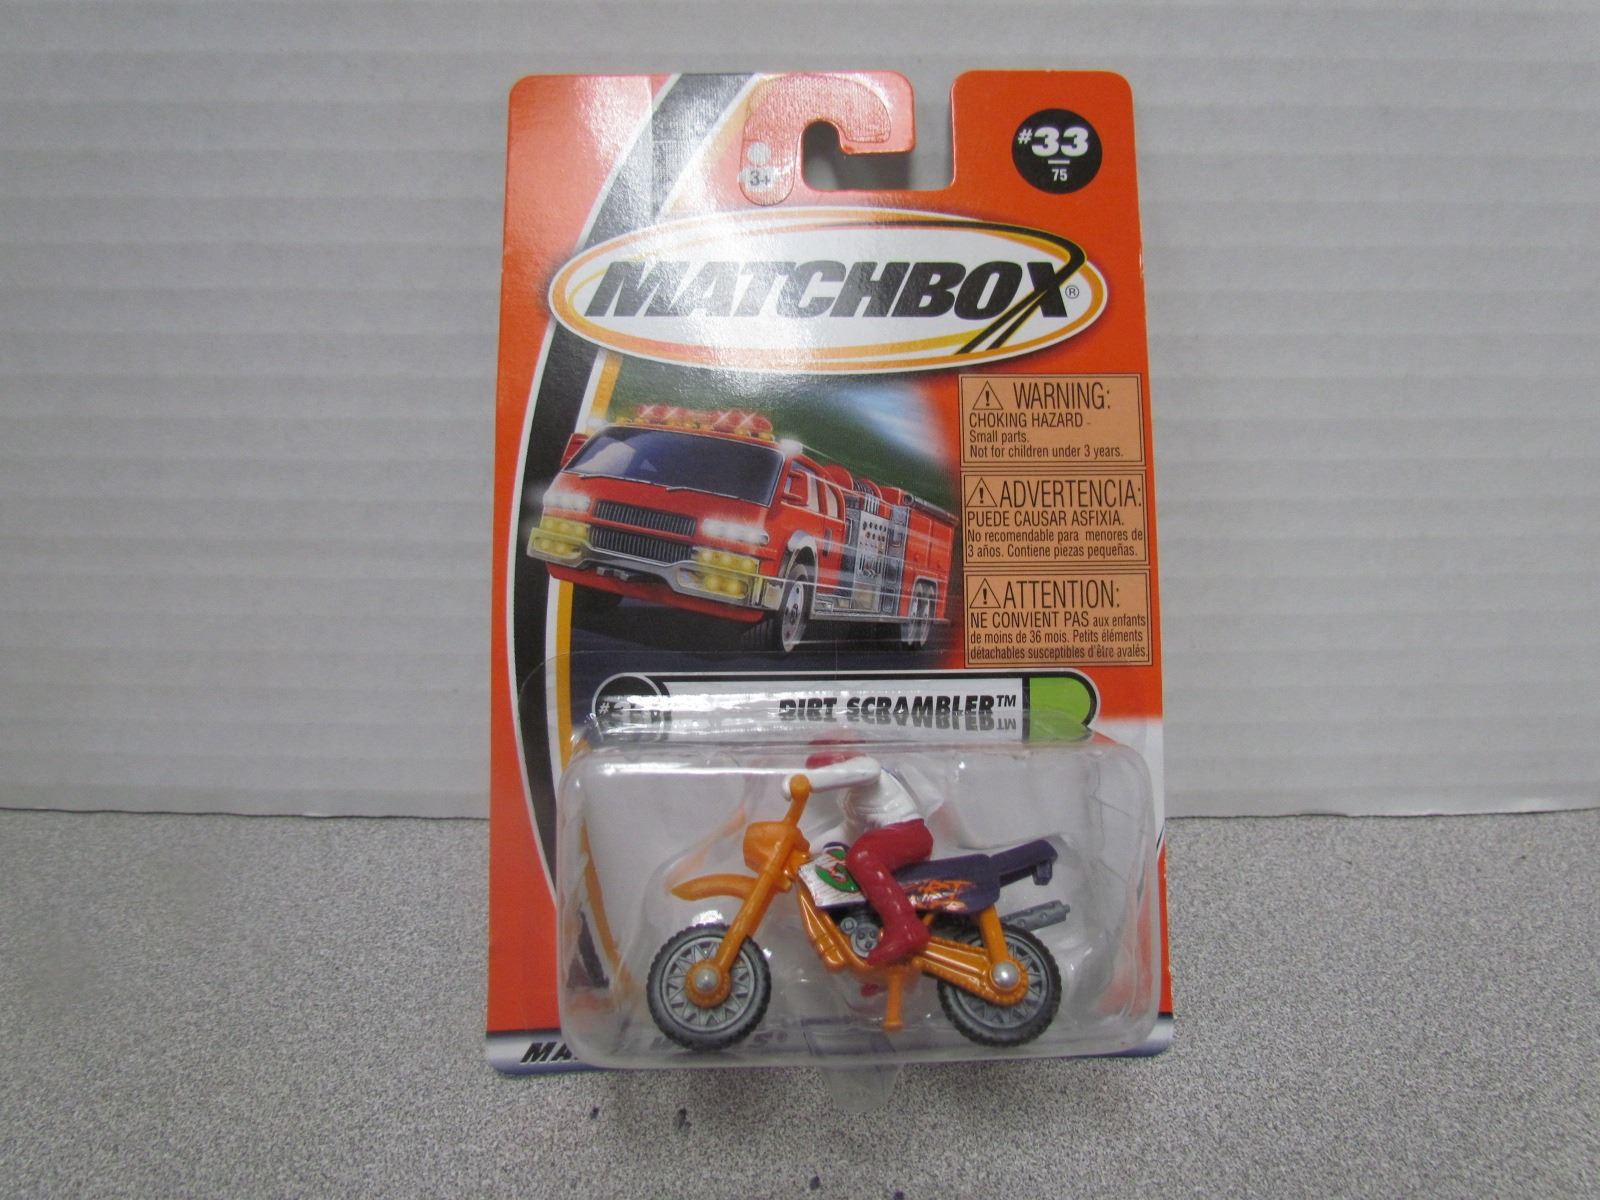 #33
75
3+
MATCHBOX®
WARNING:
CHOKING HAZARD -
Small parts.
Not for children under 3 years.
ADVERTENCIA:
PUEDE CAUSAR ASFIXIA.
No recomendable para menores de
3 años. Contiene piezas pequeñas.
ATTENTION:
NE CONVIENT PAS aux enfants
de moins de 36 mois. Petits éléments
détachables susceptibles d'être avalés.
DIRT SCRAMBLER™